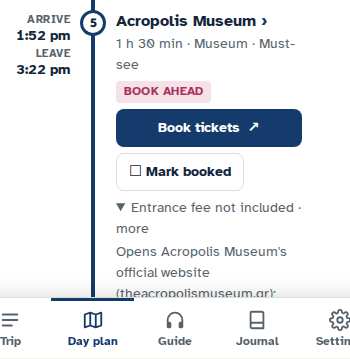 ARRIVE
1:52 pm
LEAVE
3:22 pm
5
Acropolis Museum ›
1 h 30 min · Museum · Must-
see
BOOK AHEAD
Book tickets ↗
☐ Mark booked
▼ Entrance fee not included ·
more
Opens Acropolis Museum's
official website
(theacropolismuseum.gr);
Trip
Day plan
Guide
Journal
Settin